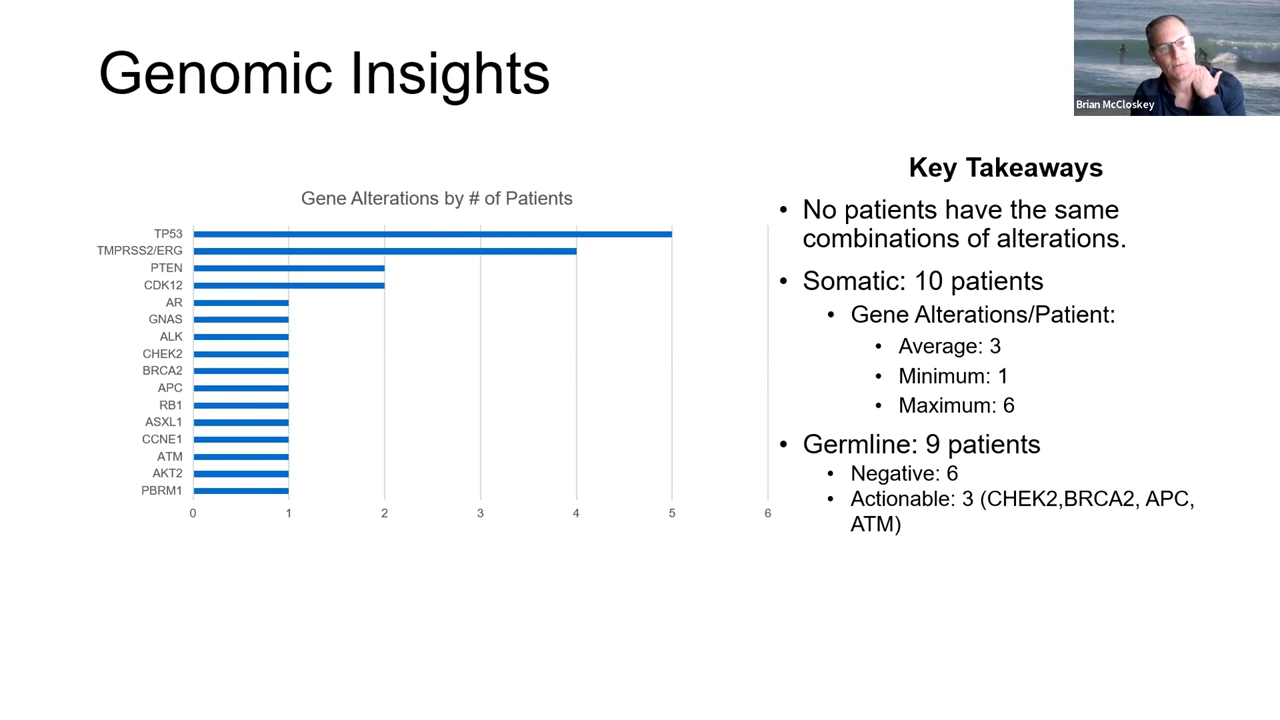 Genomic Insights
Brian McCloskey
Gene Alterations by # of Patients
TP53
TMPRSS2/ERG
PTEN
CDK12
AR
GNAS
ALK
CHEK2
BRCA2
APC
RB1
ASXL1
CCNE1
ATM
AKT2
PBRM1
0 1 2 3 4 5 6
Key Takeaways
• No patients have the same
combinations of alterations.
• Somatic: 10 patients
• Gene Alterations/Patient:
• Average: 3
• Minimum: 1
• Maximum: 6
• Germline: 9 patients
• Negative: 6
• Actionable: 3 (CHEK2,BRCA2, APC,
ATM)